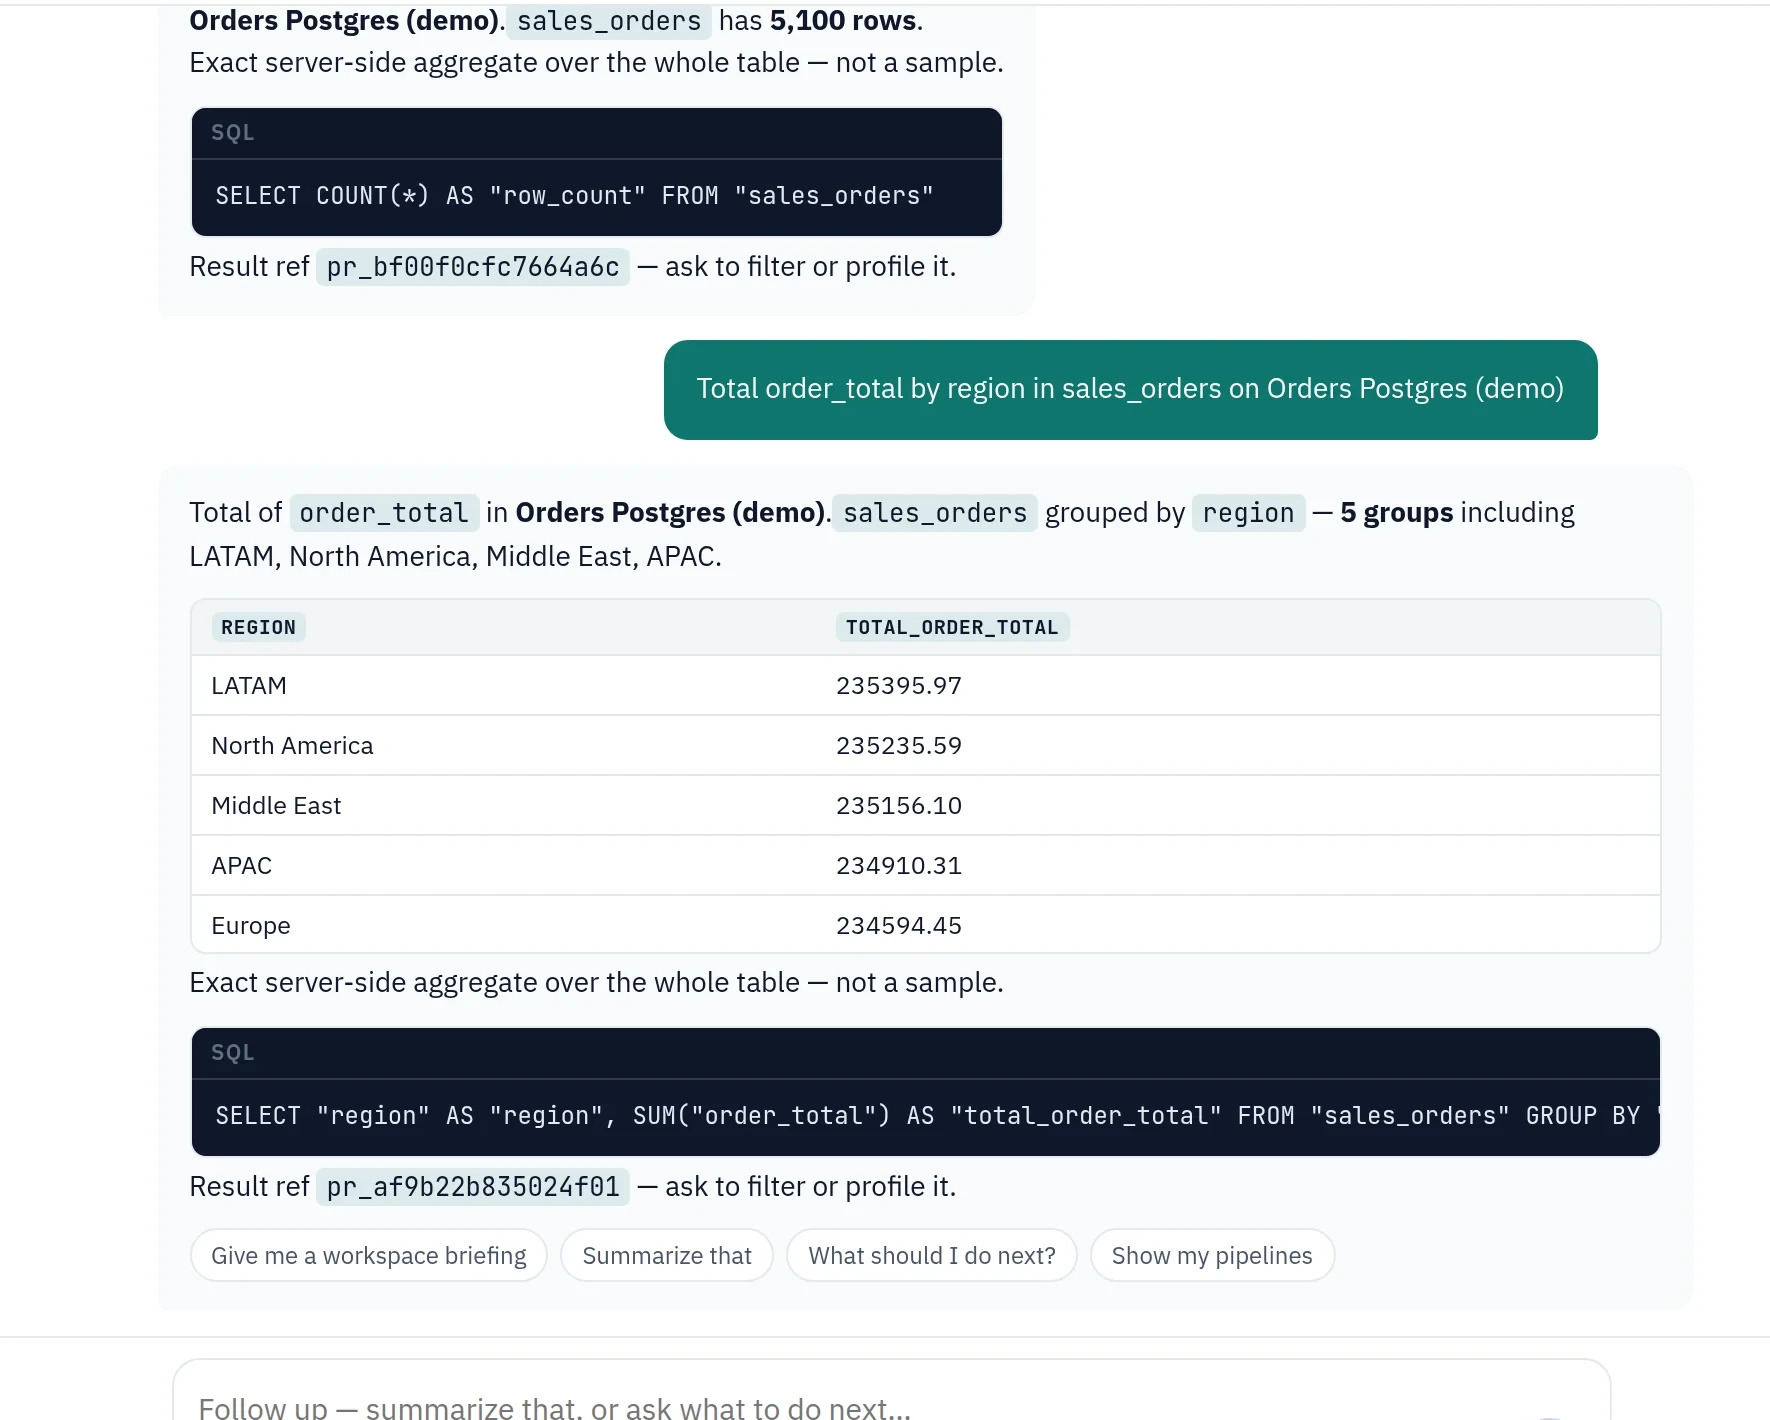 Orders Postgres (demo). sales_orders has 5,100 rows.
Exact server-side aggregate over the whole table — not a sample.
SQL
SELECT COUNT(*) AS "row_count" FROM "sales_orders"
Result ref pr_bf00f0cfc7664a6c — ask to filter or profile it.
Total order_total by region in sales_orders on Orders Postgres (demo)
Total of order_total in Orders Postgres (demo). sales_orders grouped by region — 5 groups including
LATAM, North America, Middle East, APAC.
REGION TOTAL_ORDER_TOTAL
LATAM 235395.97
North America 235235.59
Middle East 235156.10
APAC 234910.31
Europe 234594.45
Exact server-side aggregate over the whole table — not a sample.
SQL
SELECT "region" AS "region", SUM("order_total") AS "total_order_total" FROM "sales_orders" GROUP BY
Result ref pr_af9b22b835024f01 — ask to filter or profile it.
Give me a workspace briefing Summarize that What should I do next? Show my pipelines
Follow up — summarize that, or ask what to do next...